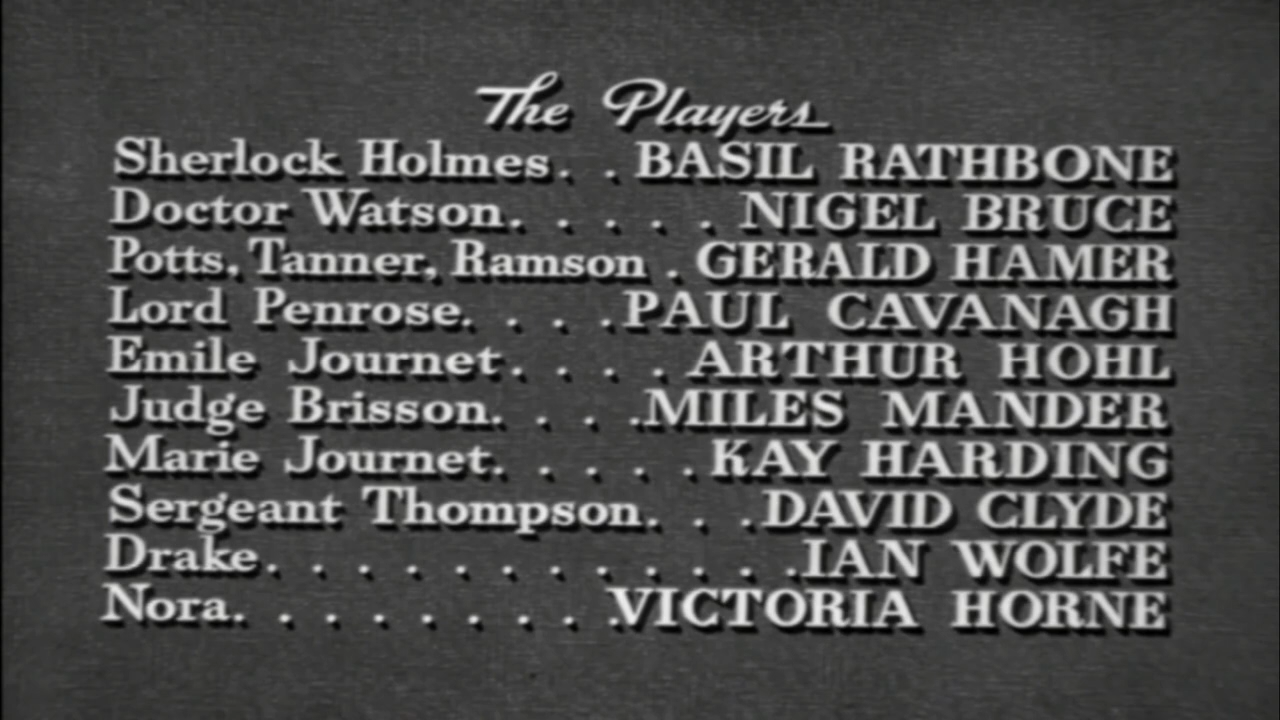 The Players
Sherlock Holmes. . .BASIL RATHBONE
Doctor Watson. . . . . NIGEL BRUCE
Potts, Tanner, Ramson . GERALD HAMER
Lord Penrose. . . .PAUL CAVANAGH
Emile Journet. . . . ARTHUR HOHL
Judge Brisson. . . .MILES MANDER
Marie Journet. . . . .KAY HARDING
Sergeant Thompson. . .DAVID CLYDE
Drake. . . . . . . . . . . .IAN WOLFE
Nora. . . . . . . . .VICTORIA HORNE